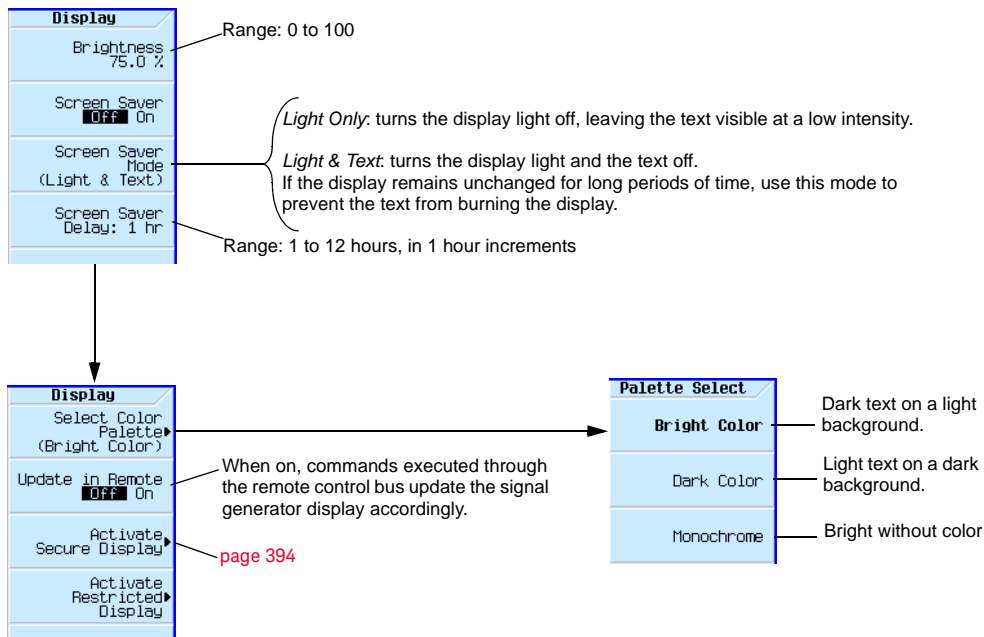 Display
Brightness
75.0 %
Range: 0 to 100
Screen Saver
Off On
Screen Saver
Mode
(Light & Text)
Light Only: turns the display light off, leaving the text visible at a low intensity.
Light & Text: turns the display light and the text off.
If the display remains unchanged for long periods of time, use this mode to
prevent the text from burning the display.
Screen Saver
Delay: 1 hr
Range: 1 to 12 hours, in 1 hour increments
Display
Select Color
Palette
(Bright Color)
Update in Remote
Off On
When on, commands executed through
the remote control bus update the signal
generator display accordingly.
Activate
Secure Display
page 394
Activate
Restricted
Display
Palette Select
Bright Color
Dark text on a light
background.
Dark Color
Light text on a dark
background.
Monochrome
Bright without color